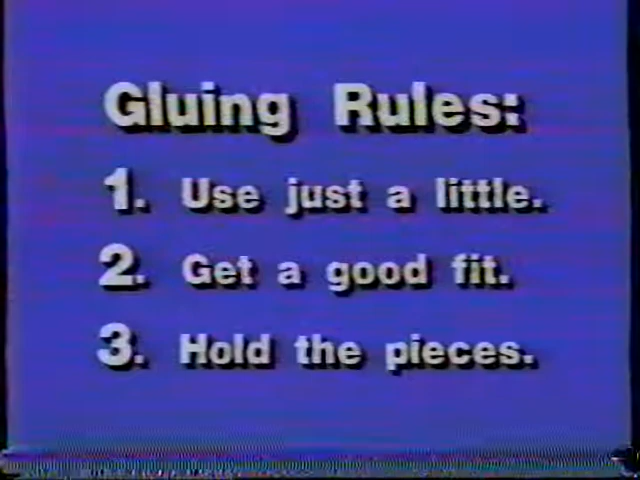 Gluing Rules:
1. Use just a little.
2. Get a good fit.
3. Hold the pieces.